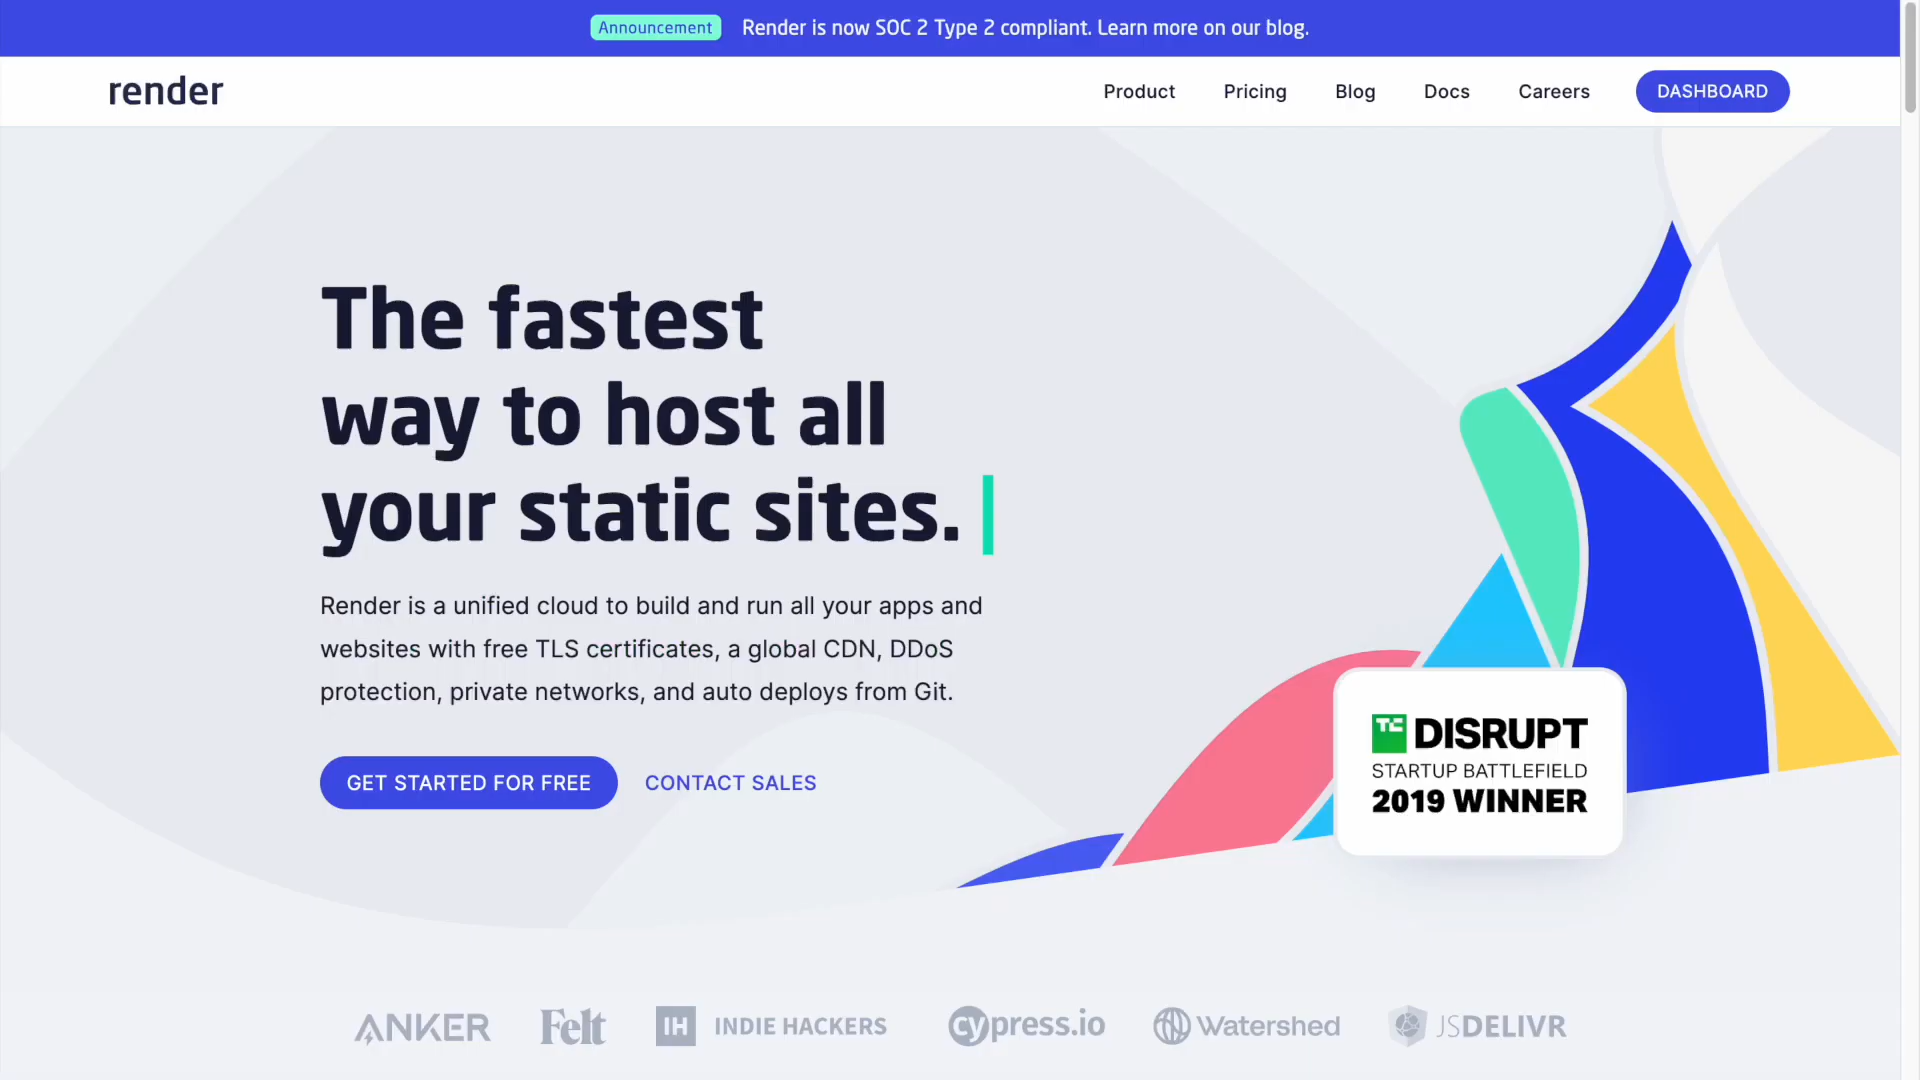 Announcement Render is now SOC 2 Type 2 compliant. Learn more on our blog.
render Product Pricing Blog Docs Careers DASHBOARD
The fastest
way to host all
your static sites.
Render is a unified cloud to build and run all your apps and
websites with free TLS certificates, a global CDN, DDoS
protection, private networks, and auto deploys from Git.
GET STARTED FOR FREE CONTACT SALES
TC DISRUPT
STARTUP BATTLEFIELD
2019 WINNER
ANKER Felt IH INDIE HACKERS cypress.io Watershed JSDELIVR